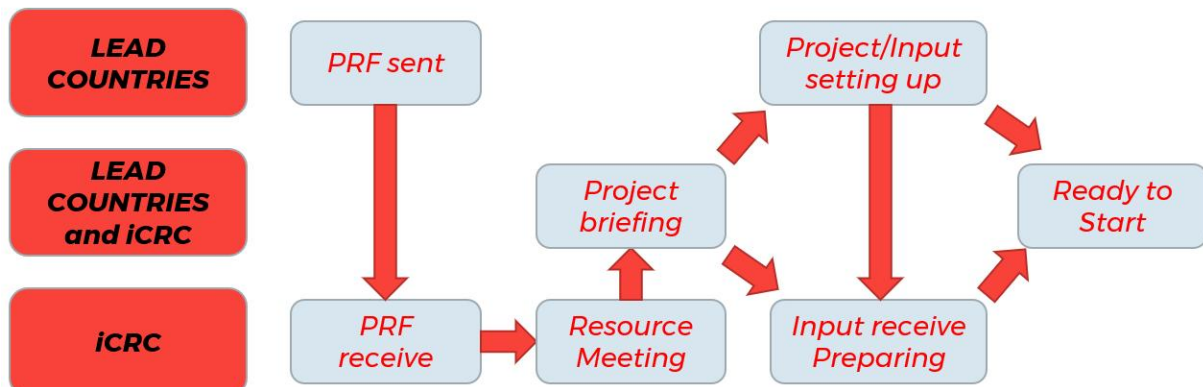 LEAD
COUNTRIES
PRF sent
Project/Input
setting up
LEAD
COUNTRIES
and iCRC
Project
briefing
Ready to
Start
iCRC
PRF
receive
Resource
Meeting
Input receive
Preparing